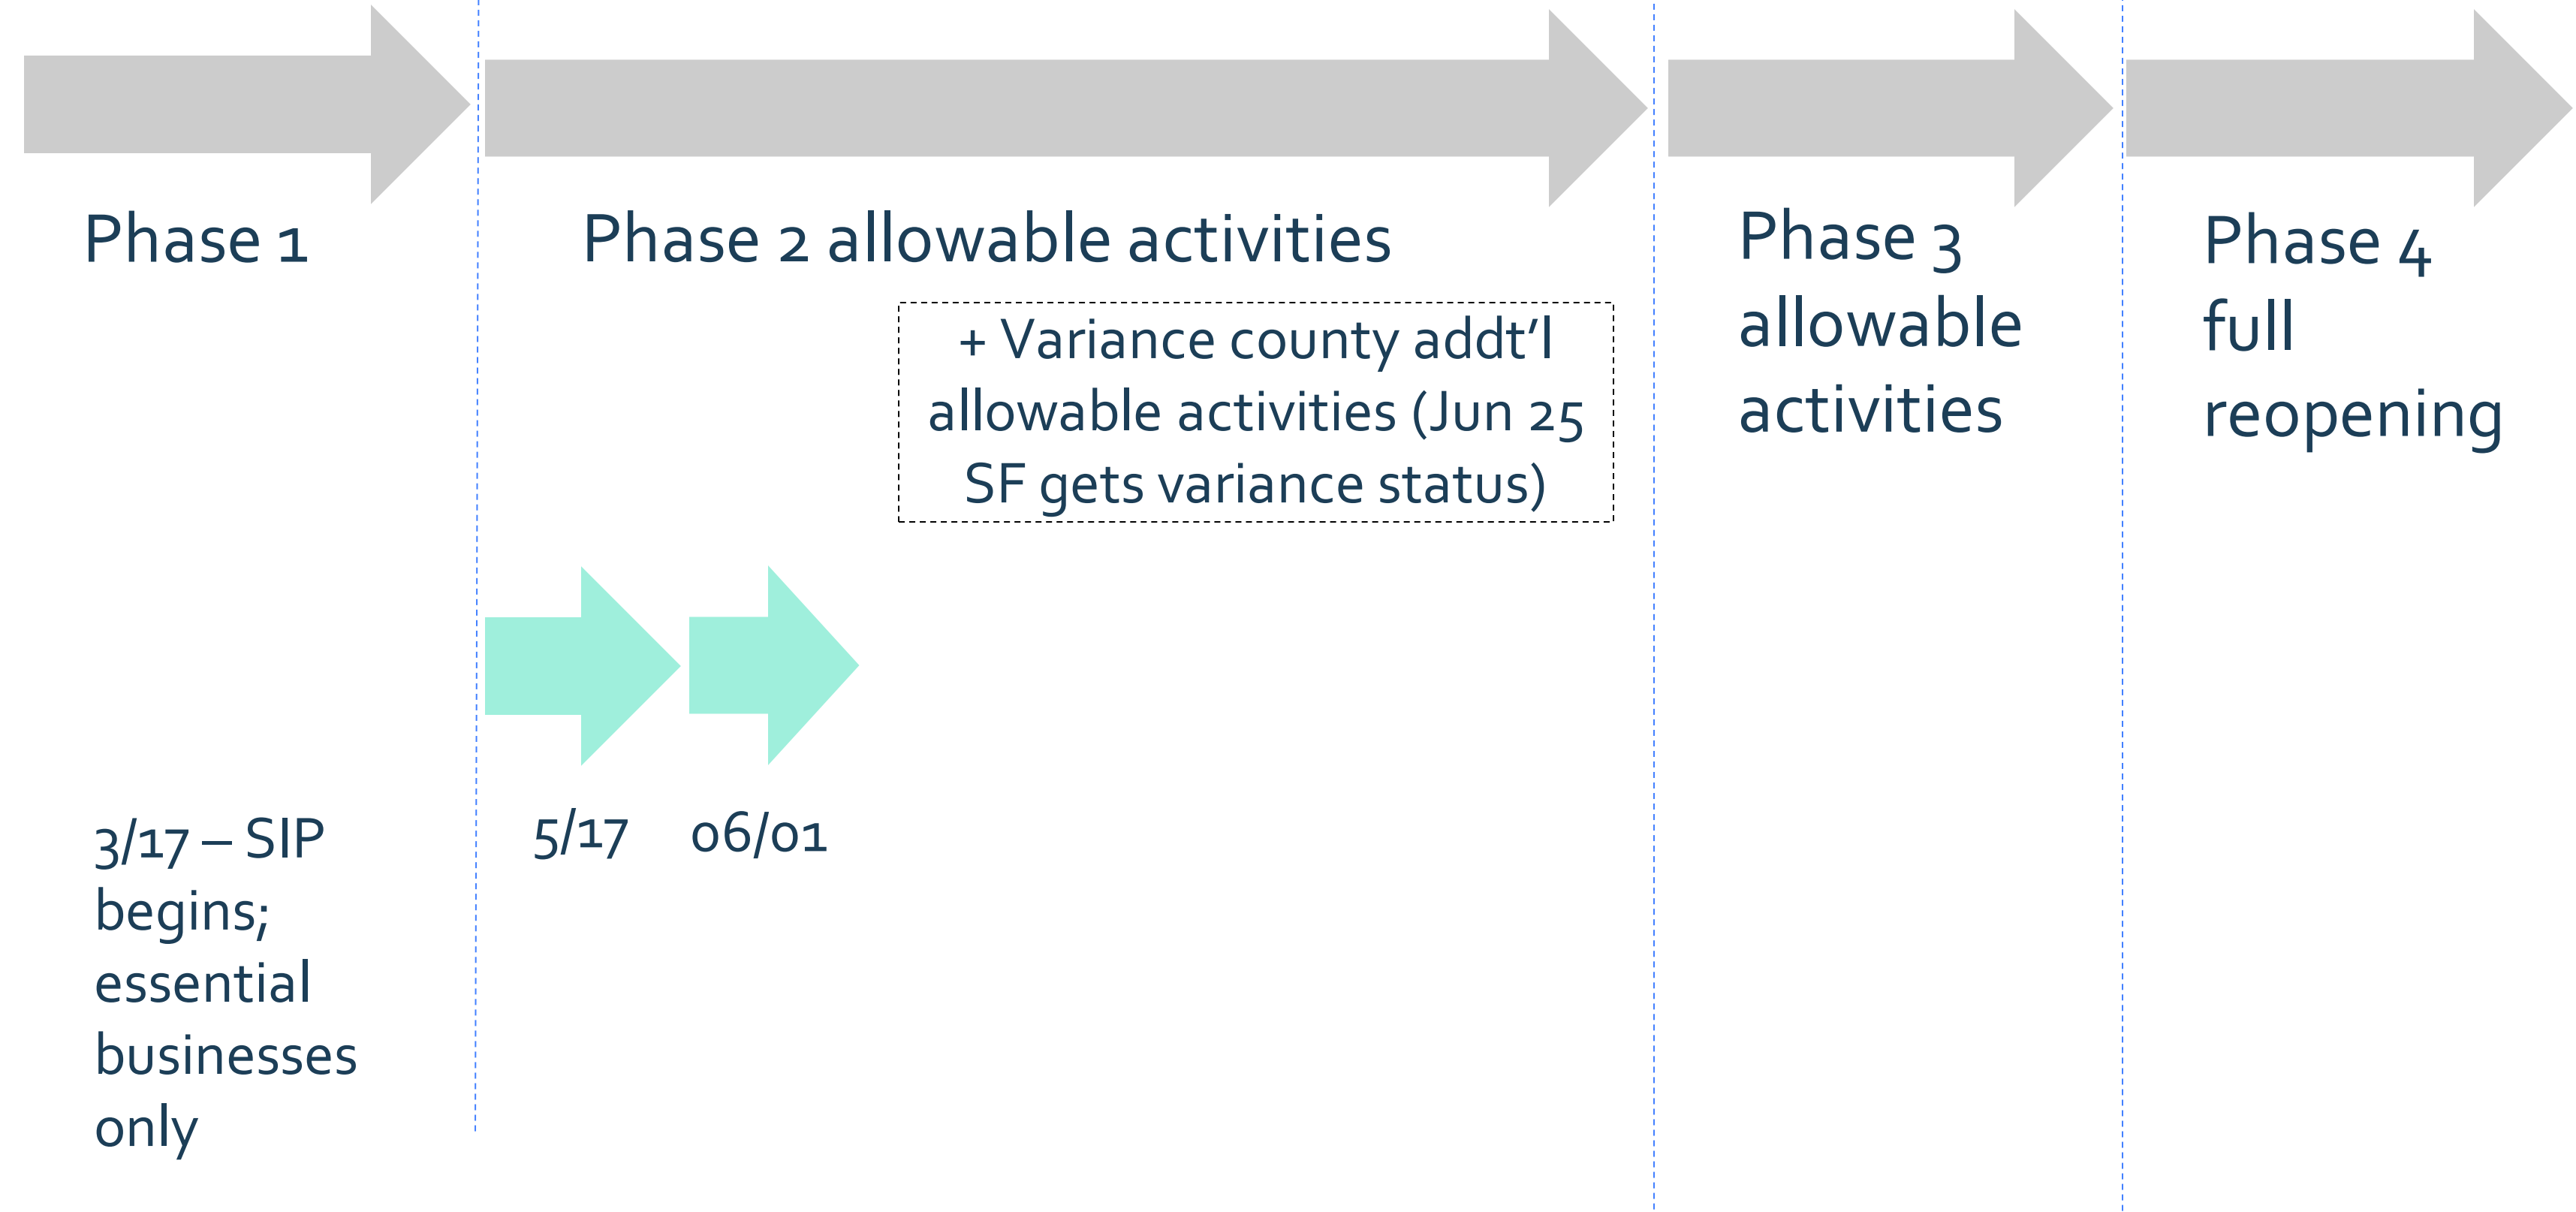 Phase 1
Phase 2 allowable activities
+ Variance county addt’l
allowable activities (Jun 25
SF gets variance status)
Phase 3
allowable
activities
Phase 4
full
reopening
3/17 – SIP
begins;
essential
businesses
only
5/17
06/01